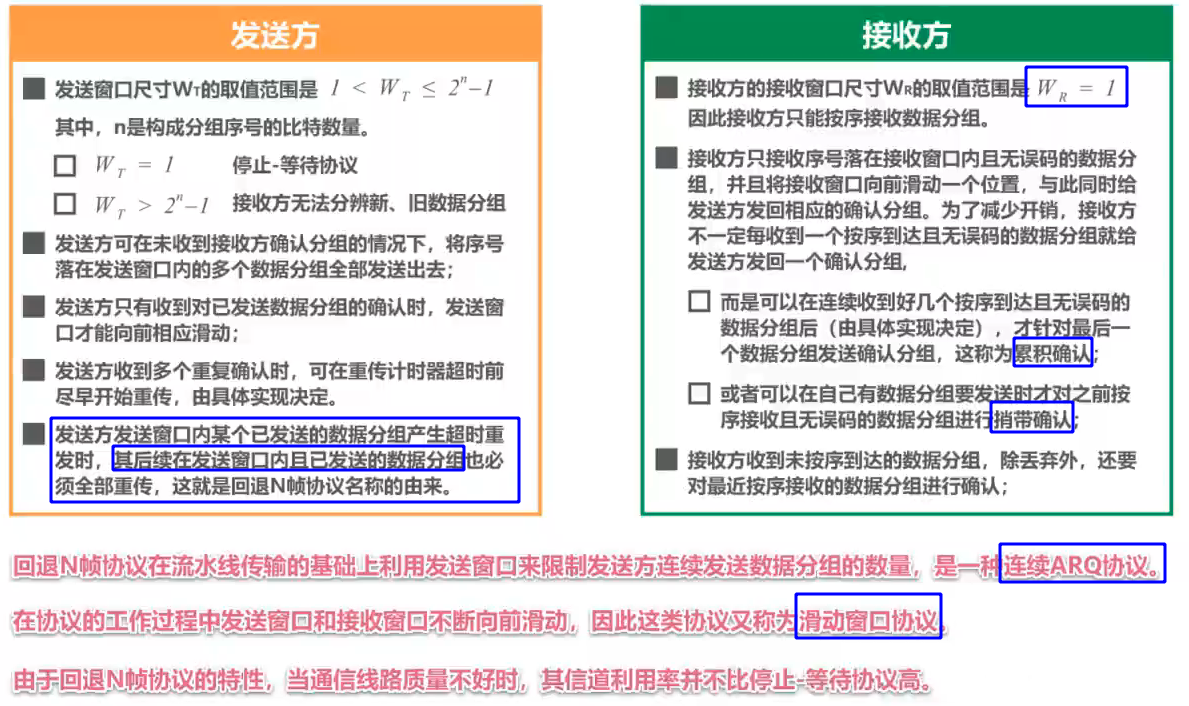 发送方
发送窗口尺寸WT的取值范围是 1 < W_T ≤ 2^n–1
其中，n是构成分组序号的比特数量。
W_T = 1 停止-等待协议
W_T > 2^n–1 接收方无法分辨新、旧数据分组
发送方可在未收到接收方确认分组的情况下，将序号
落在发送窗口内的多个数据分组全部发送出去；
发送方只有收到对已发送数据分组的确认时，发送窗
口才能向前相应滑动；
发送方收到多个重复确认时，可在重传计时器超时前
尽早开始重传，由具体实现决定。
发送方发送窗口内某个已发送的数据分组产生超时重
发时，其后续在发送窗口内且已发送的数据分组也必
须全部重传，这就是回退N帧协议名称的由来。
接收方
接收方的接收窗口尺寸WR的取值范围是 W_R = 1
因此接收方只能按序接收数据分组。
接收方只接收序号落在接收窗口内且无误码的数据分
组，并且将接收窗口向前滑动一个位置，与此同时给
发送方发回相应的确认分组。为了减少开销，接收方
不一定每收到一个按序到达且无误码的数据分组就给
发送方发回一个确认分组,
而是可以在连续收到好几个按序到达且无误码的
数据分组后（由具体实现决定），才针对最后一
个数据分组发送确认分组，这称为累积确认；
或者可以在自己有数据分组要发送时才对之前按
序接收且无误码的数据分组进行捎带确认；
接收方收到未按序到达的数据分组，除丢弃外，还要
对最近按序接收的数据分组进行确认；
回退N帧协议在流水线传输的基础上利用发送窗口来限制发送方连续发送数据分组的数量，是一种连续ARQ协议。
在协议的工作过程中发送窗口和接收窗口不断向前滑动，因此这类协议又称为滑动窗口协议。
由于回退N帧协议的特性，当通信线路质量不好时，其信道利用率并不比停止-等待协议高。